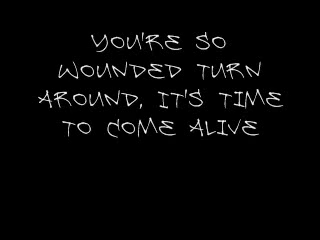 YOU'RE SO
WOUNDED TURN
AROUND, IT'S TIME
TO COME ALIVE